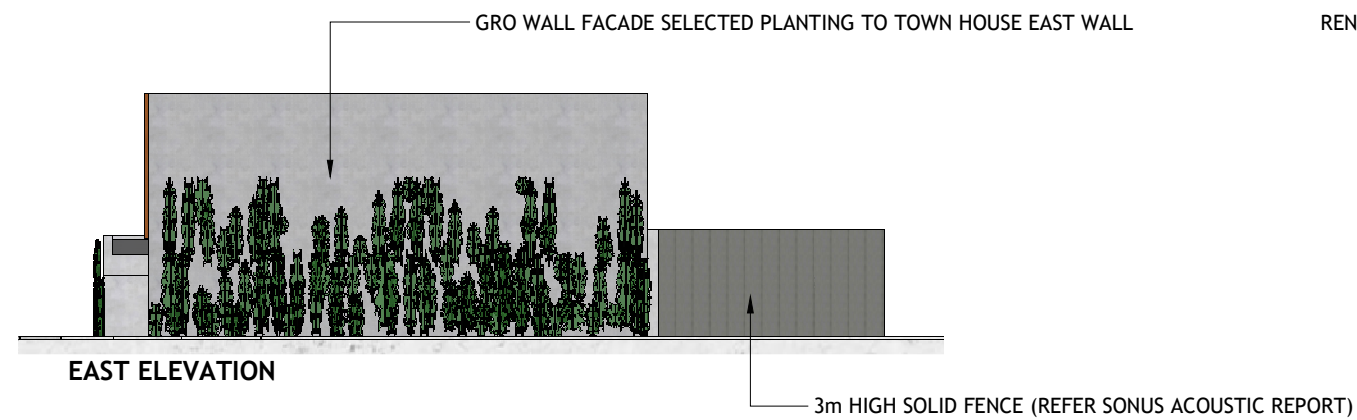 GRO WALL FACADE SELECTED PLANTING TO TOWN HOUSE EAST WALL
REN
EAST ELEVATION
3m HIGH SOLID FENCE (REFER SONUS ACOUSTIC REPORT)